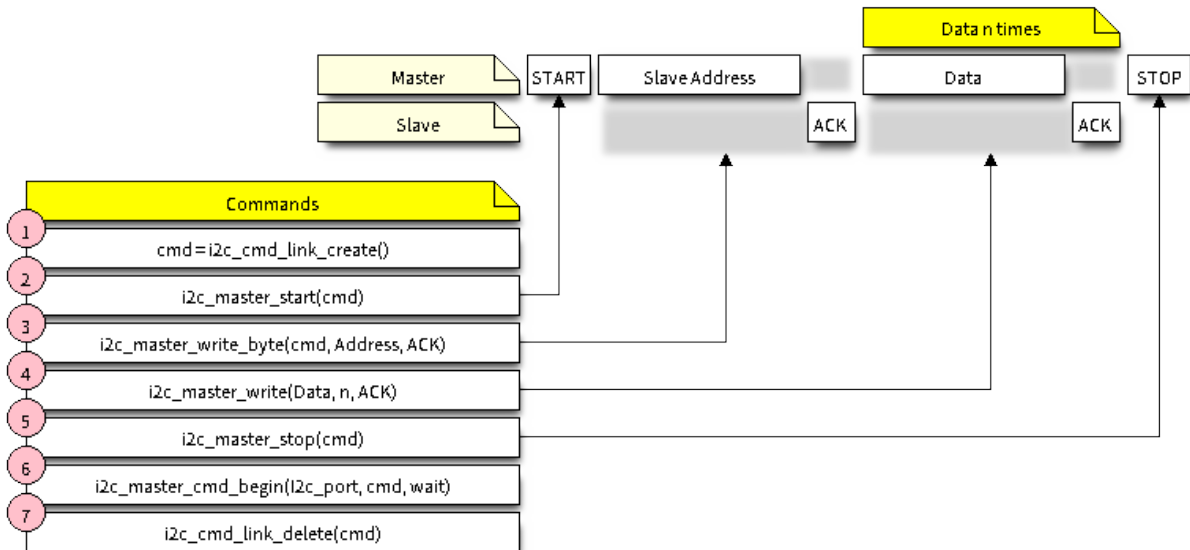 Data n times
Master
START
Slave Address
Data
STOP
Slave
ACK
ACK
Commands
1
cmd=i2c_cmd_link_create()
2
i2c_master_start(cmd)
3
i2c_master_write_byte(cmd, Address, ACK)
4
i2c_master_write(Data, n, ACK)
5
i2c_master_stop(cmd)
6
i2c_master_cmd_begin(I2c_port, cmd, wait)
7
i2c_cmd_link_delete(cmd)